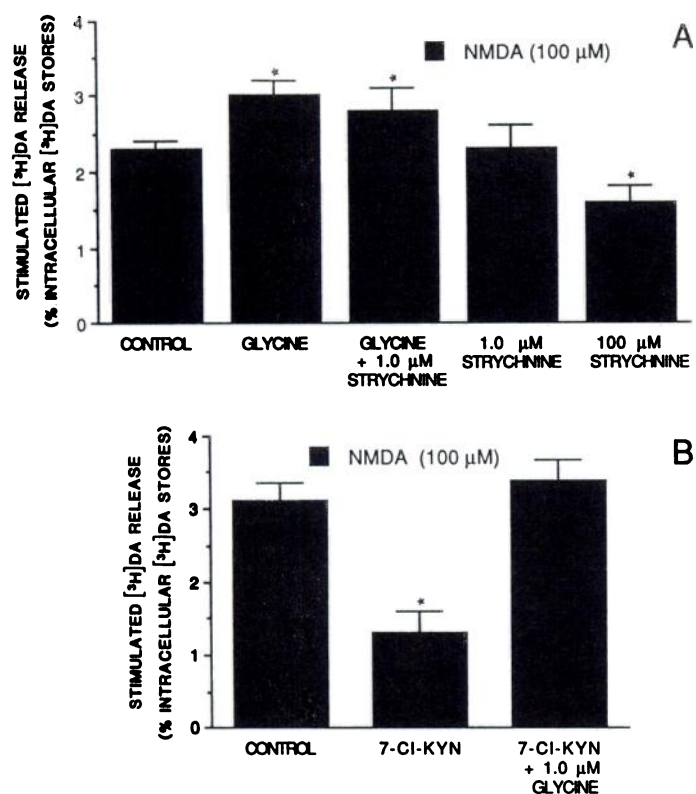 A
STIMULATED [³H]DA RELEASE
(% INTRACELLULAR [³H]DA STORES)
4
3
2
1
0
NMDA (100 μM)
*
*
*
CONTROL
GLYCINE
GLYCINE
+ 1.0 μM
STRYCHNINE
1.0 μM
STRYCHNINE
100 μM
STRYCHNINE
B
STIMULATED [³H]DA RELEASE
(% INTRACELLULAR [³H]DA STORES)
4
3
2
1
0
NMDA (100 μM)
*
CONTROL
7-Cl-KYN
7-Cl-KYN
+ 1.0 μM
GLYCINE